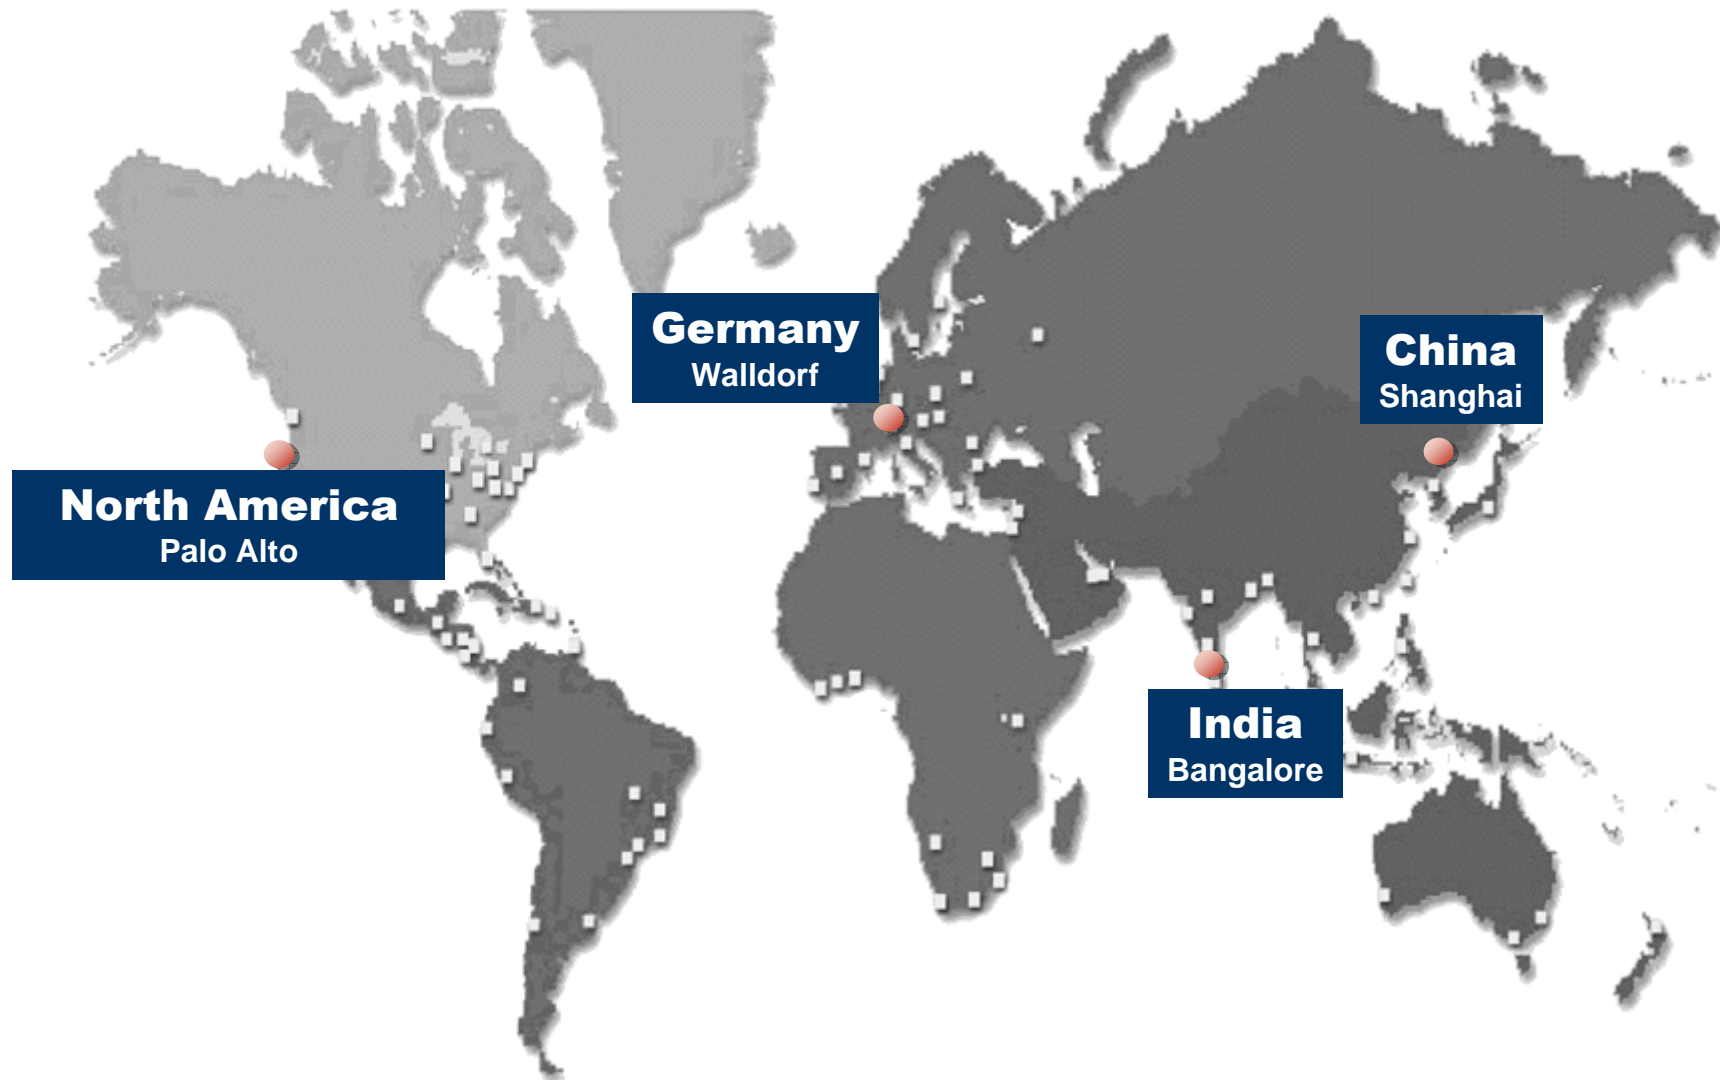 Germany
Walldorf
China
Shanghai
North America
Palo Alto
India
Bangalore